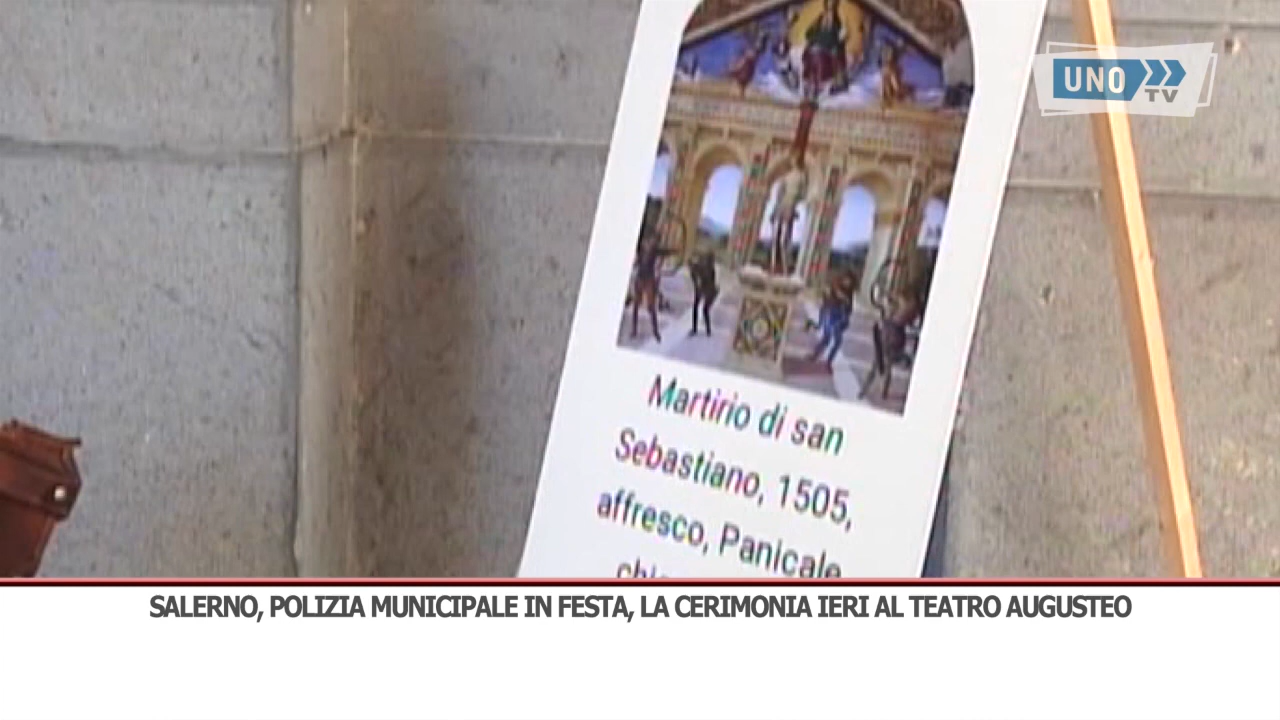 UNO
TV
Martirio di san
Sebastiano, 1505,
affresco, Panicale
SALERNO, POLIZIA MUNICIPALE IN FESTA, LA CERIMONIA IERI AL TEATRO AUGUSTEO